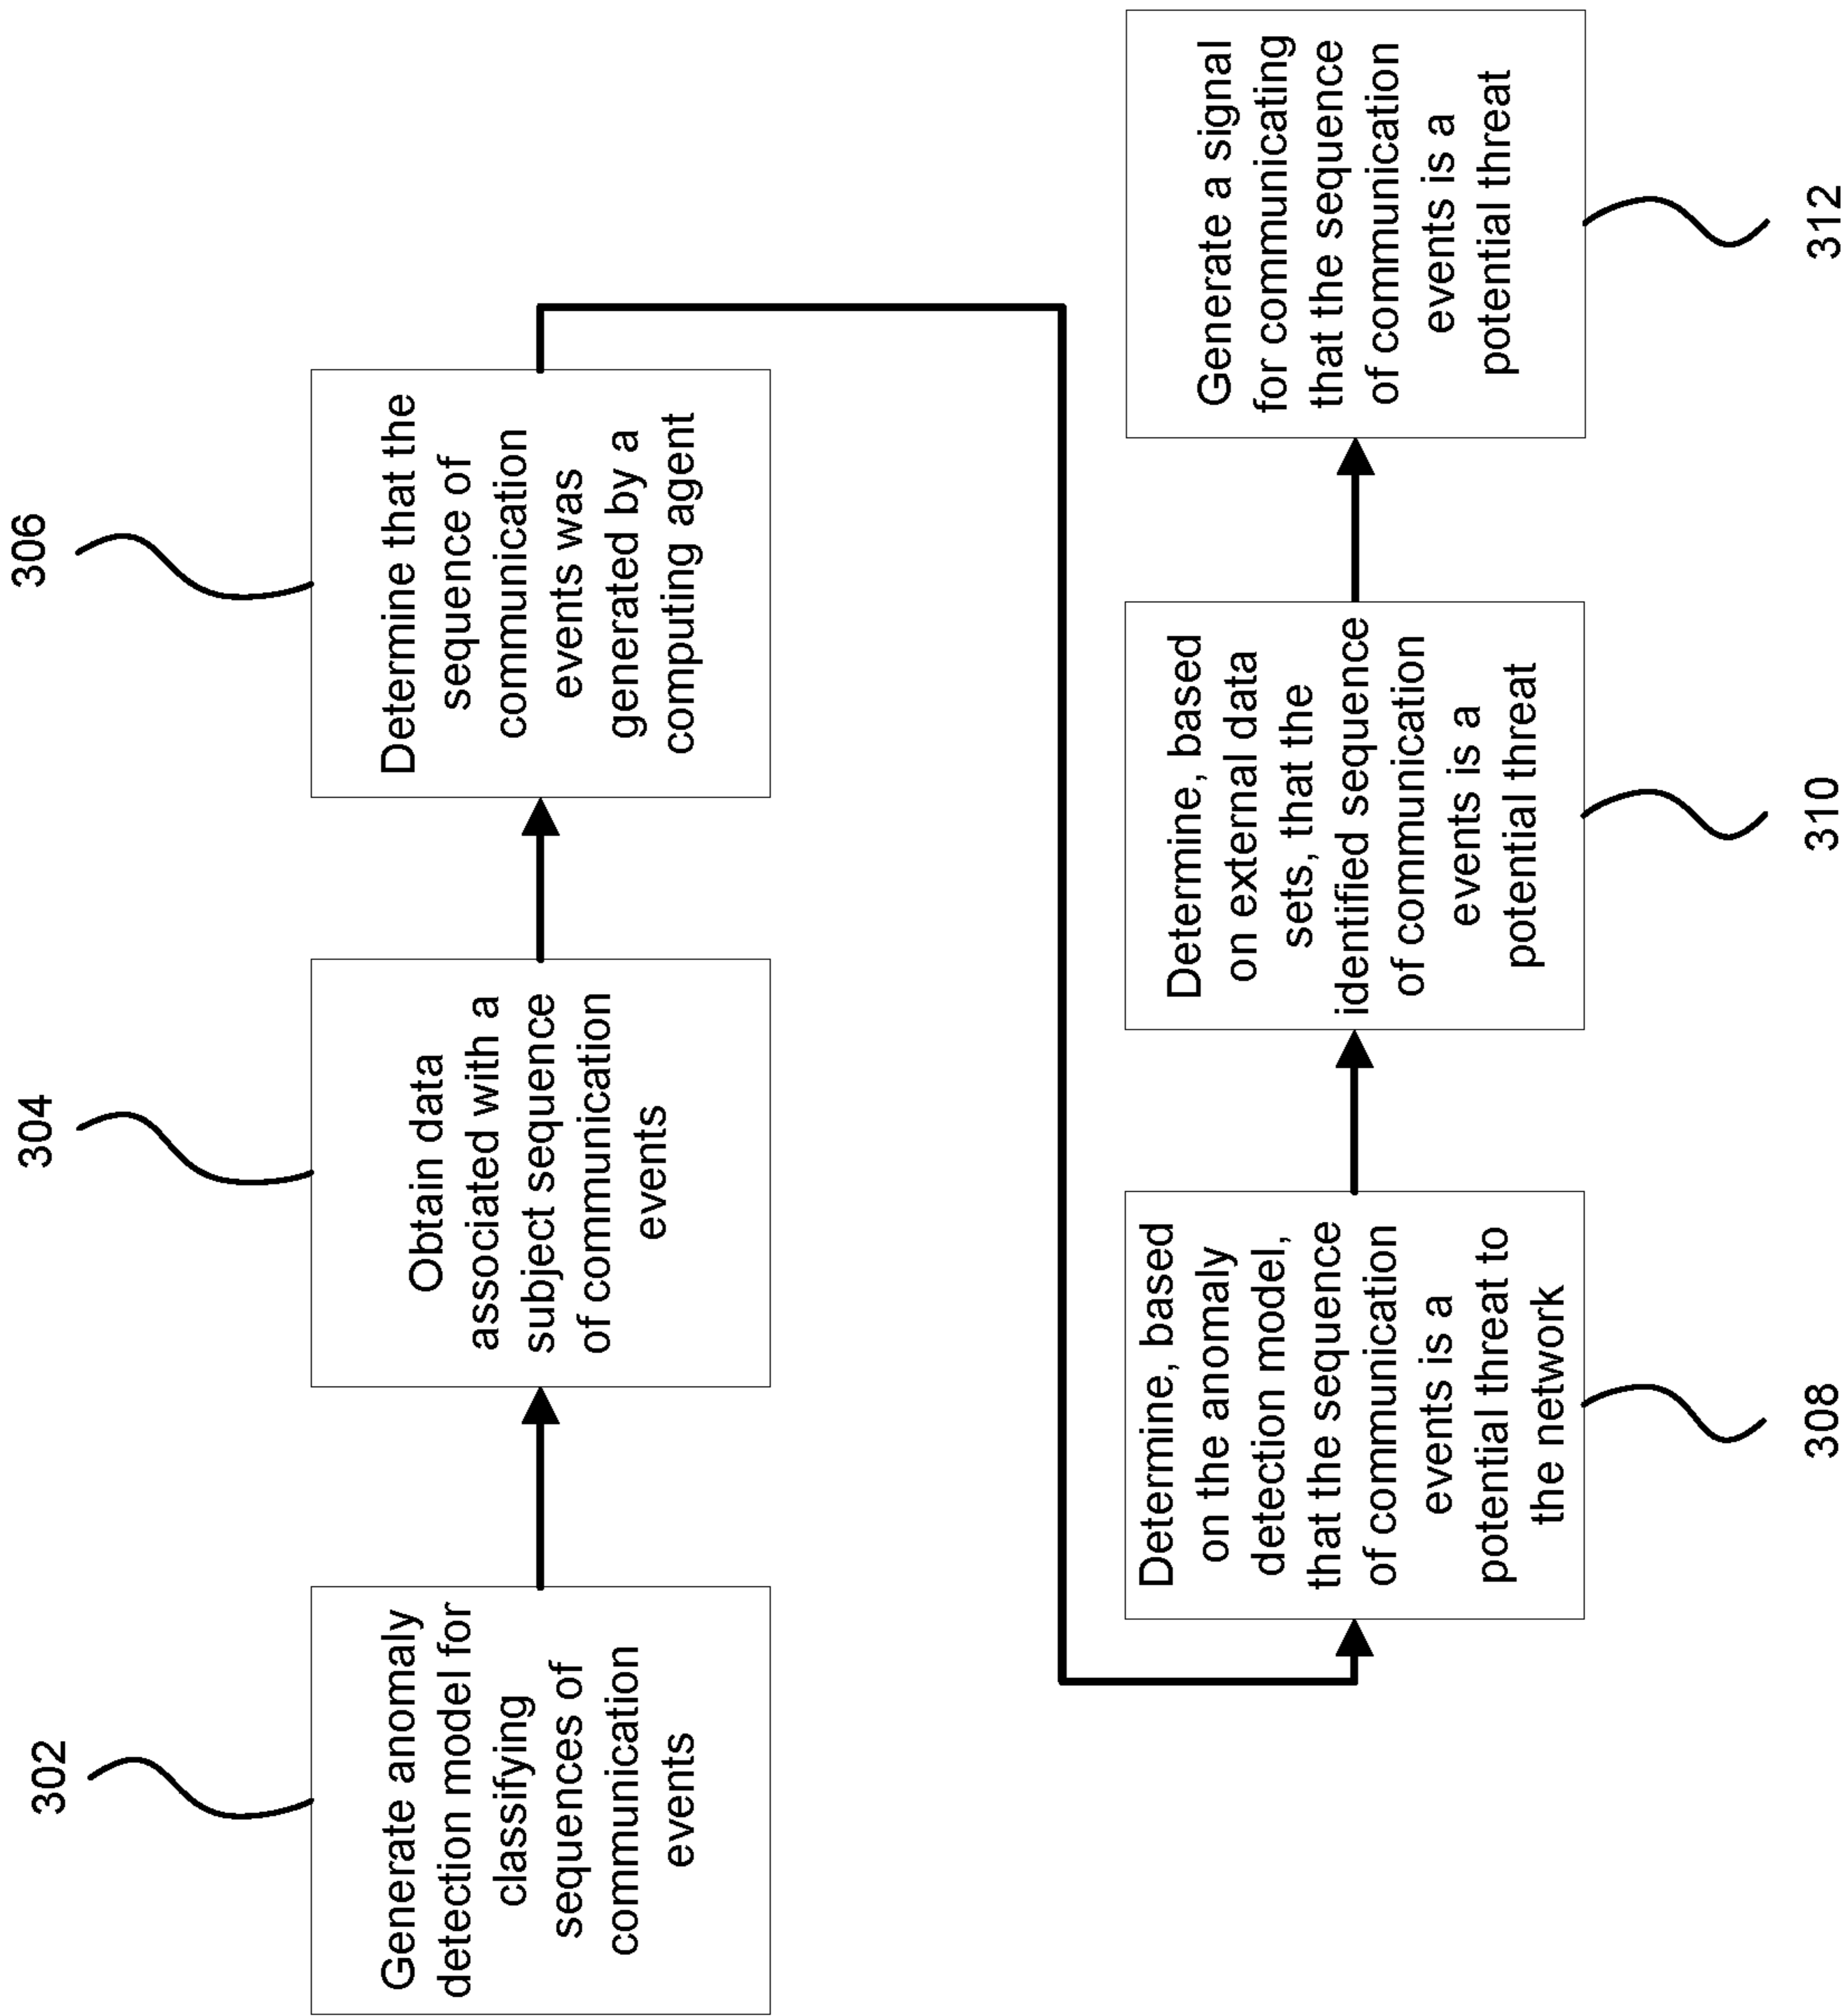 302
Generate anomaly
detection model for
classifying
sequences of
communication
events
304
Obtain data
associated with a
subject sequence
of communication
events
306
Determine that the
sequence of
communication
events was
generated by a
computing agent
Determine, based
on the anomaly
detection model,
that the sequence
of communication
events is a
potential threat to
the network
308
Determine, based
on external data
sets, that the
identified sequence
of communication
events is a
potential threat
310
Generate a signal
for communicating
that the sequence
of communication
events is a
potential threat
312